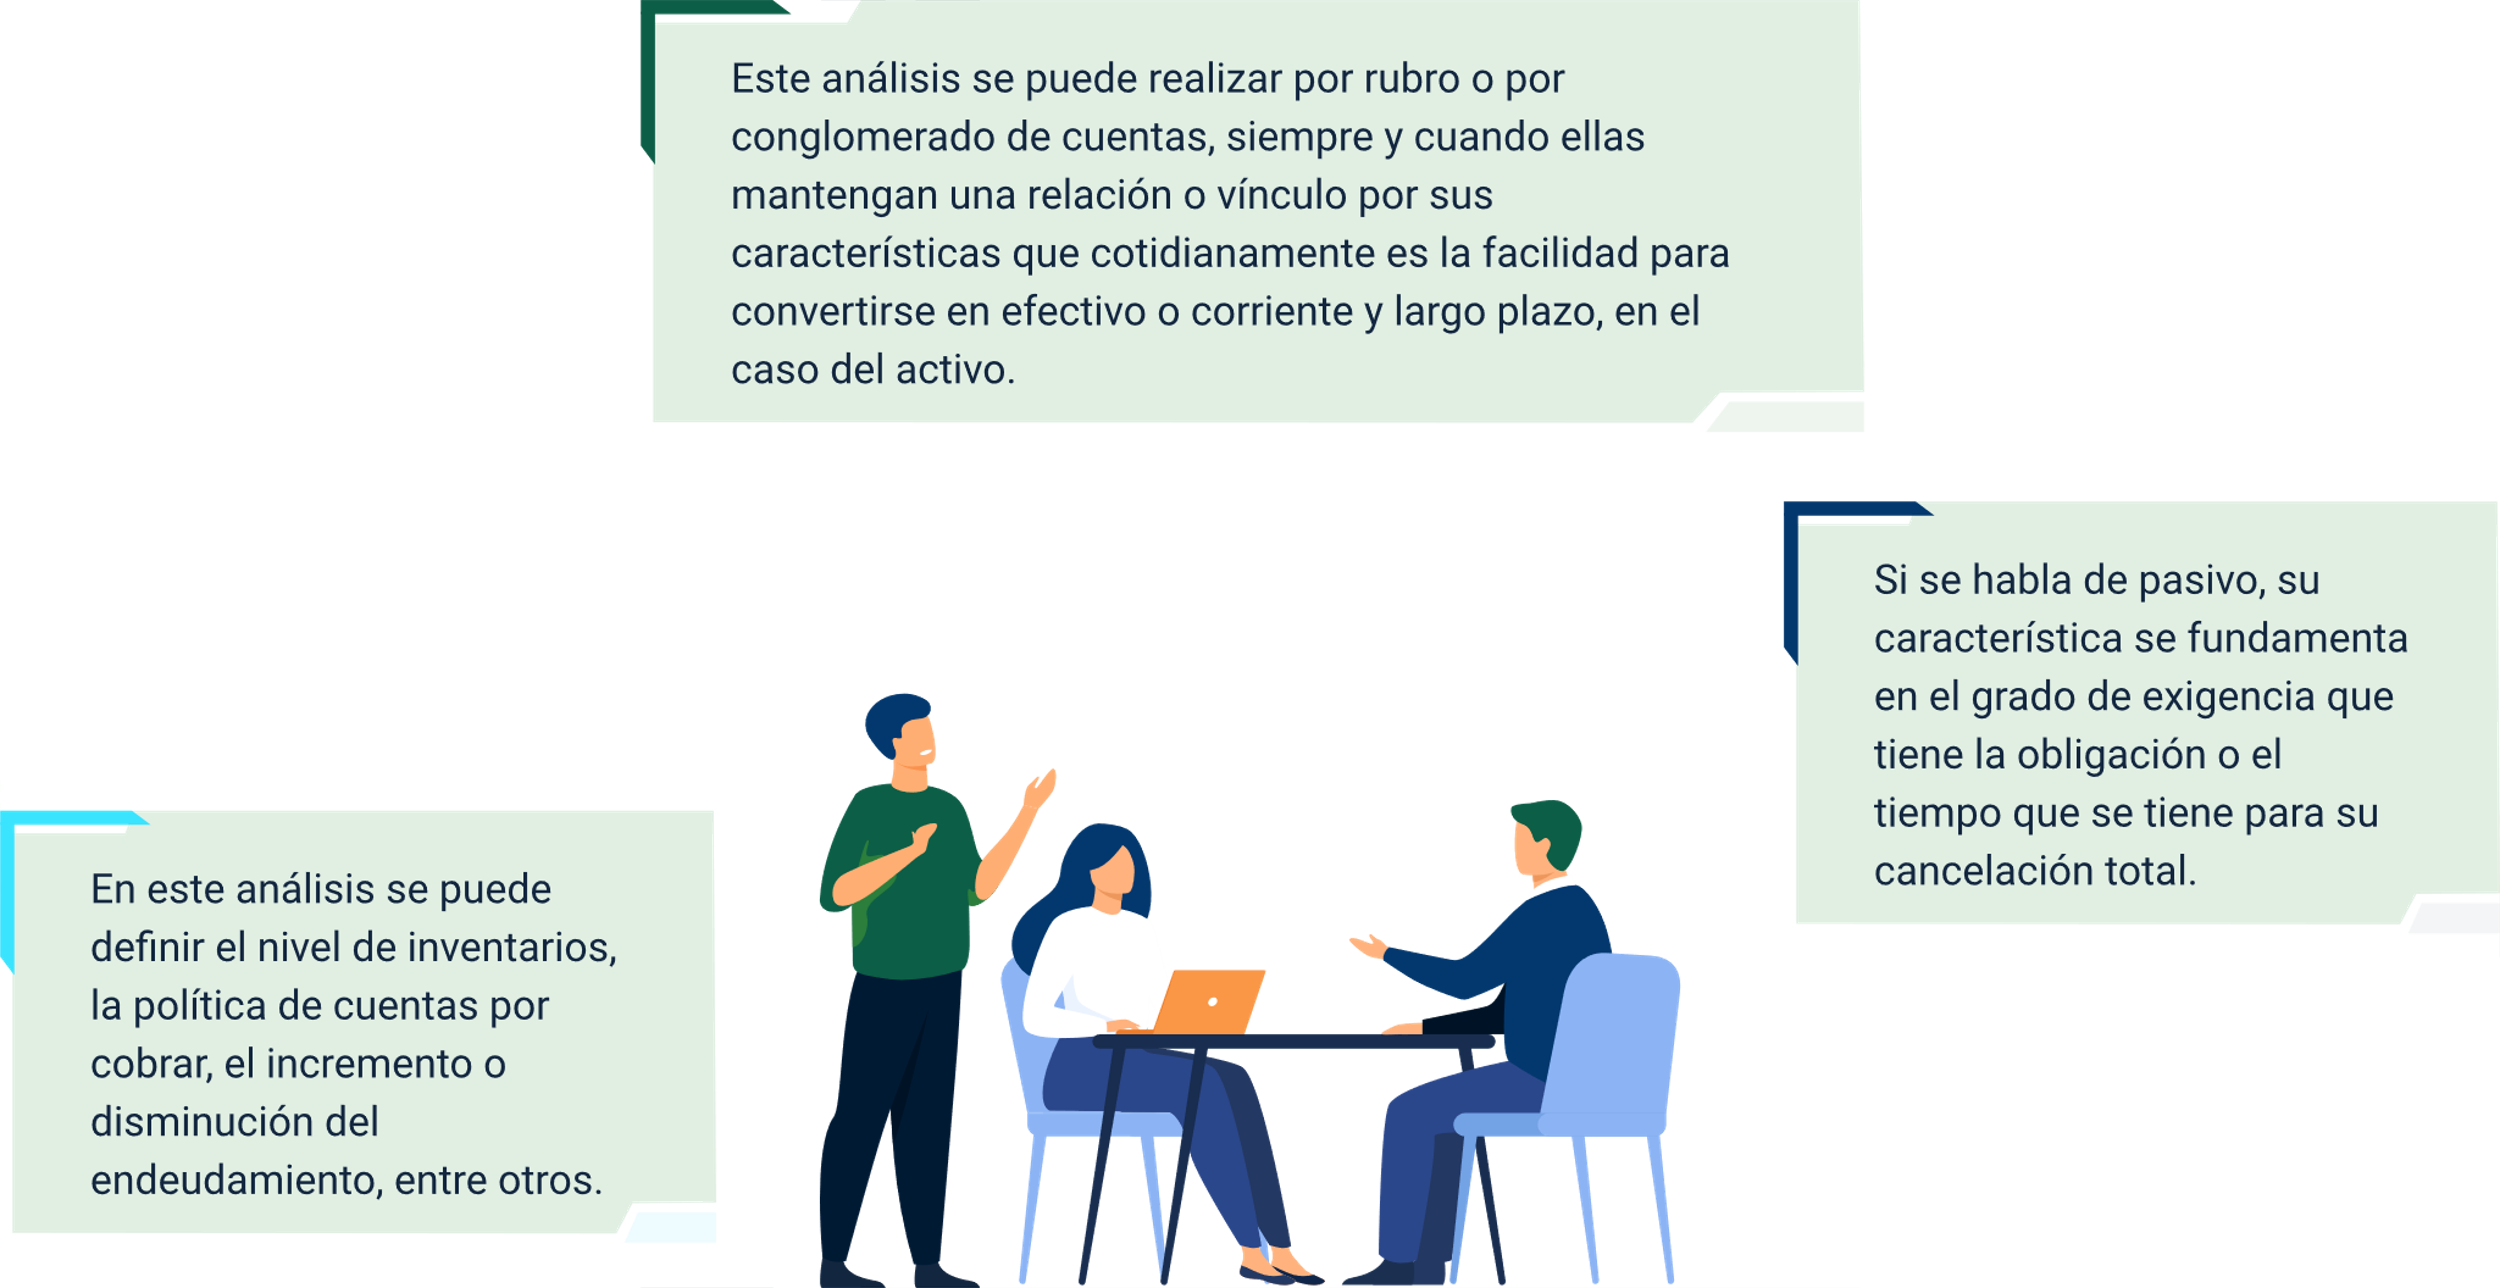 Este análisis se puede realizar por rubro o por
conglomerado de cuentas, siempre y cuando ellas
mantengan una relación o vínculo por sus
características que cotidianamente es la facilidad para
convertirse en efectivo o corriente y largo plazo, en el
caso del activo.
Si se habla de pasivo, su
característica se fundamenta
en el grado de exigencia que
tiene la obligación o el
tiempo que se tiene para su
cancelación total.
En este análisis se puede
definir el nivel de inventarios,
la política de cuentas por
cobrar, el incremento o
disminución del
endeudamiento, entre otros.